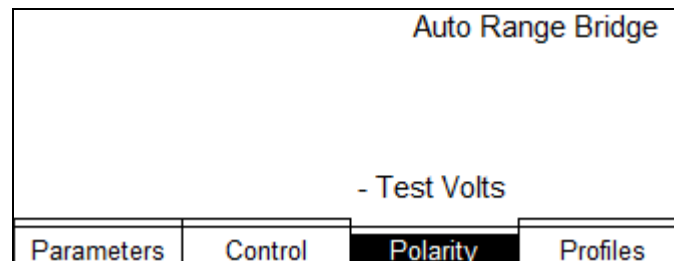 Auto Range Bridge
- Test Volts
Parameters Control Polarity Profiles